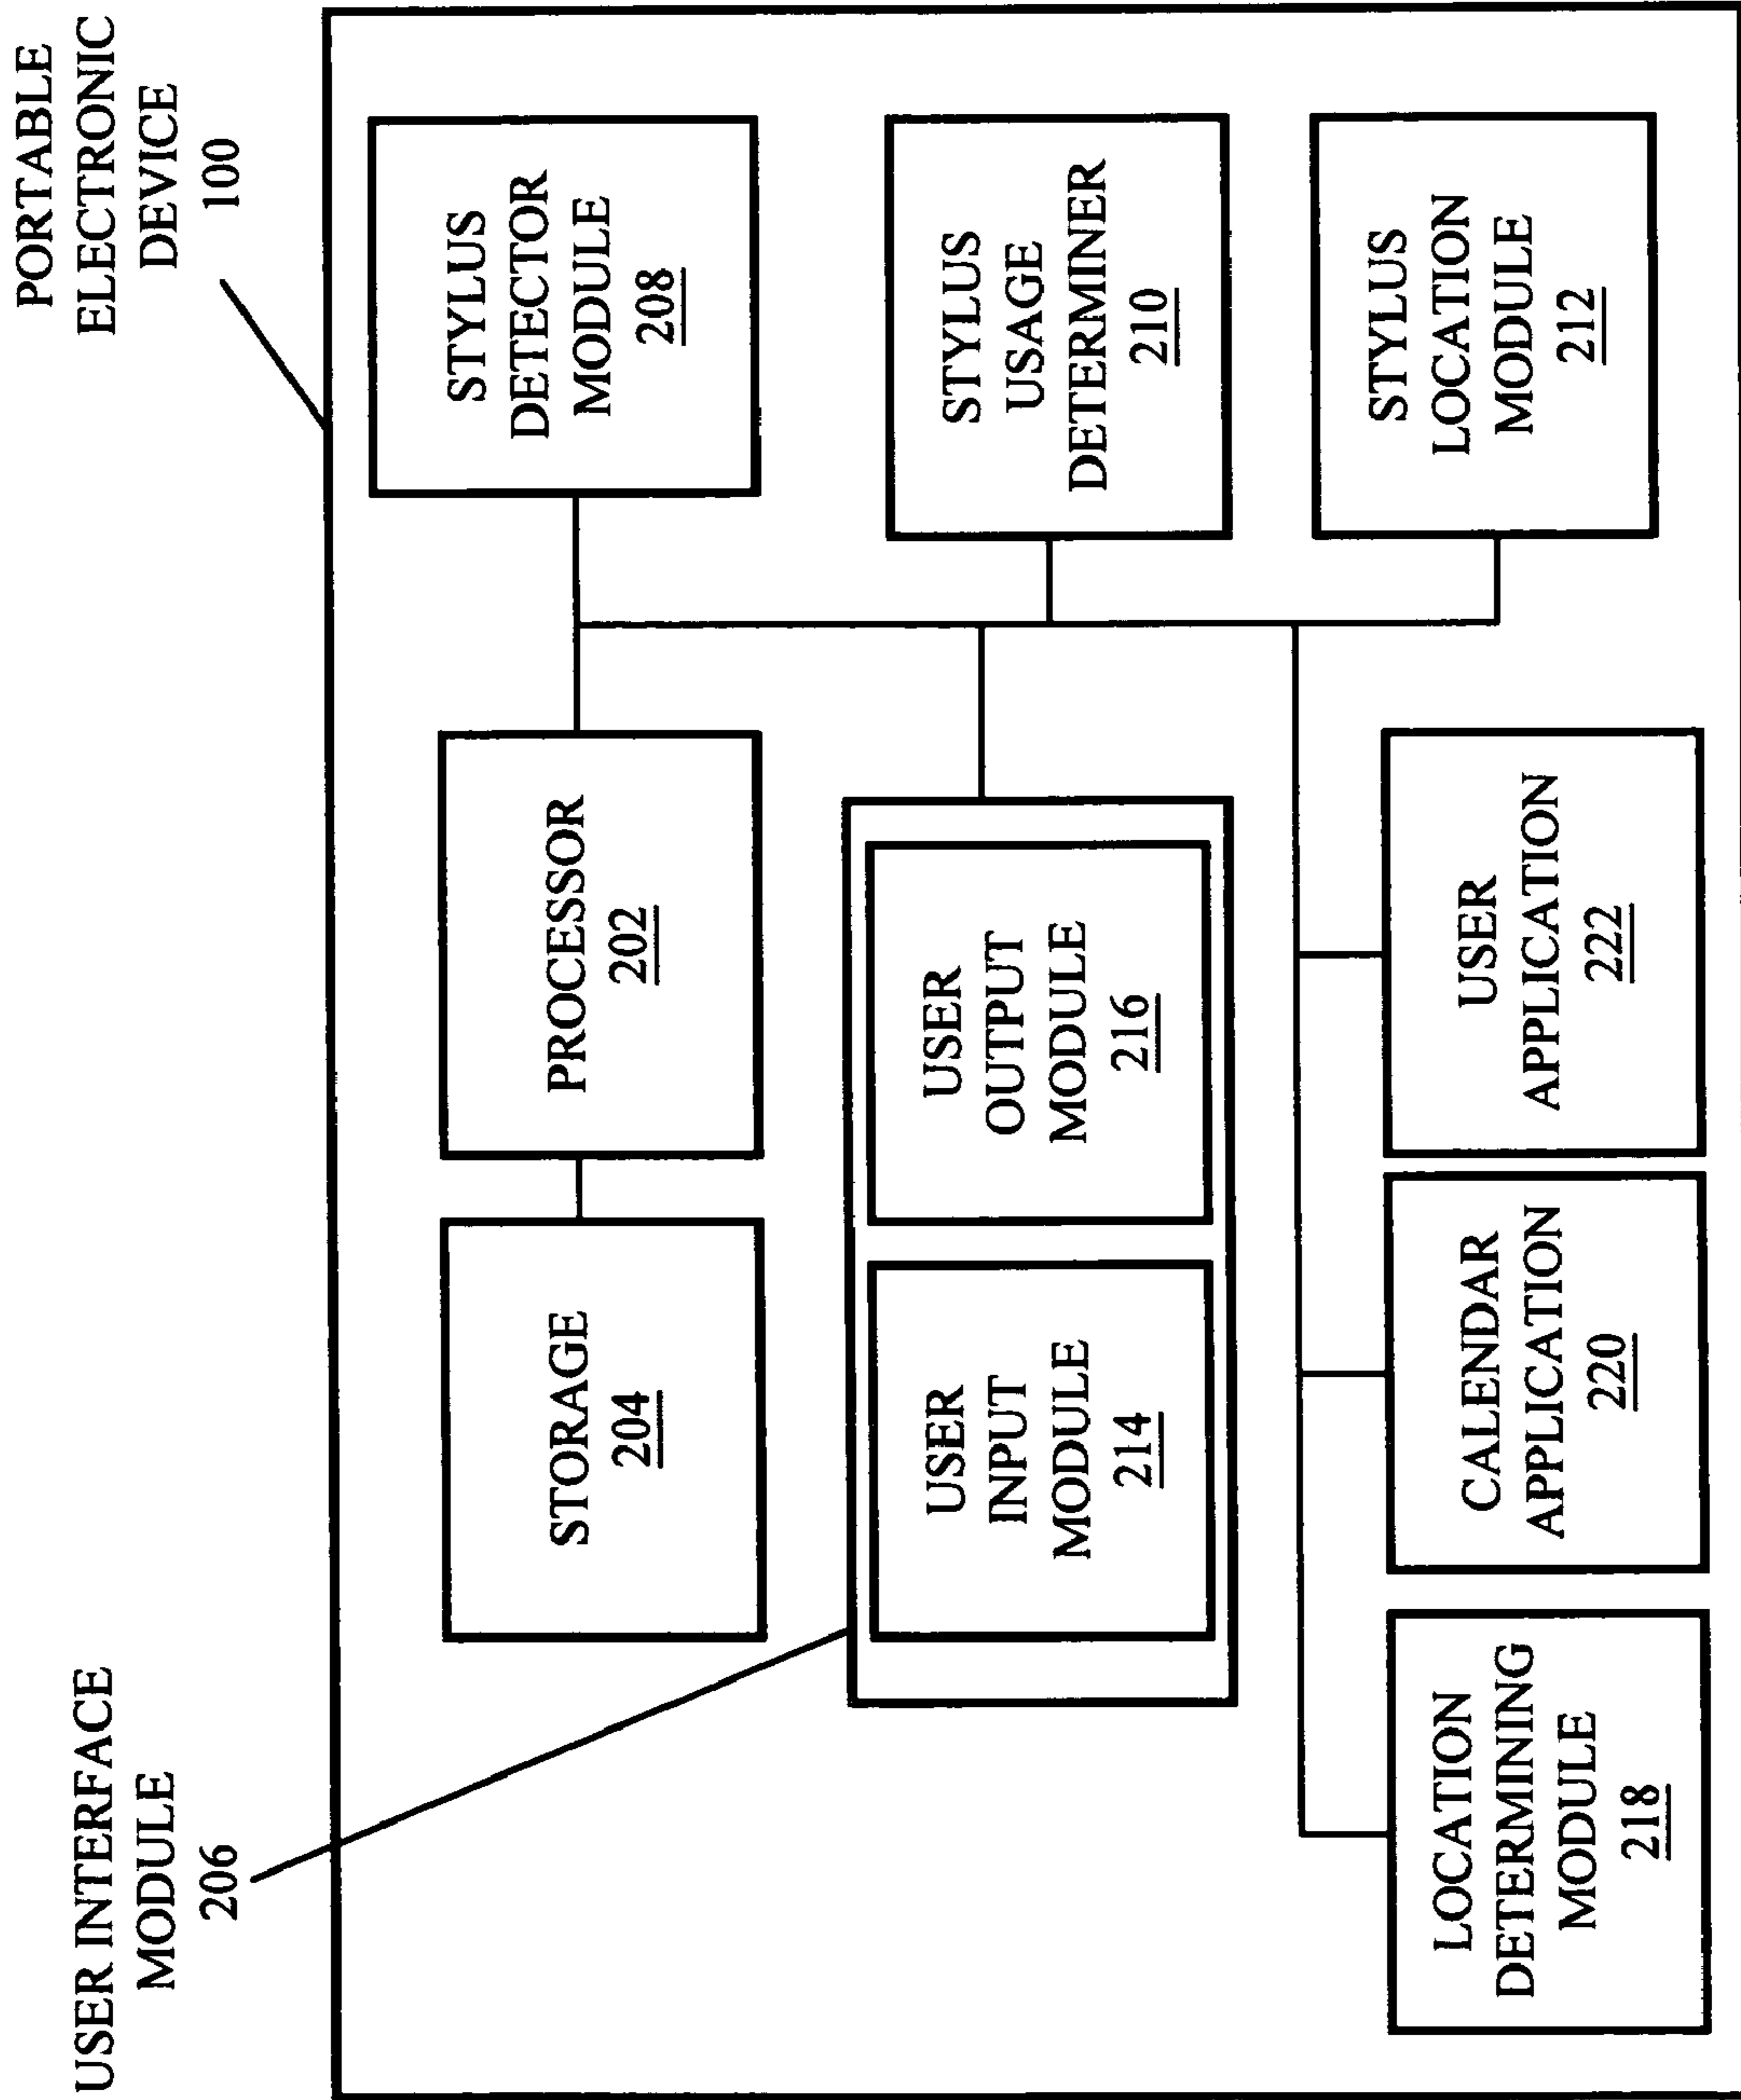 USER INTERFACE
MODULE
206
PORTABLE
ELECTRONIC
DEVICE
100
STORAGE
204
PROCESSOR
202
STYLUS
DETECTOR
MODULE
208
USER
INPUT
MODULE
214
USER
OUTPUT
MODULE
216
STYLUS
USAGE
DETERMINER
210
LOCATION
DETERMINING
MODULE
218
CALENDAR
APPLICATION
220
USER
APPLICATION
222
STYLUS
LOCATION
MODULE
212